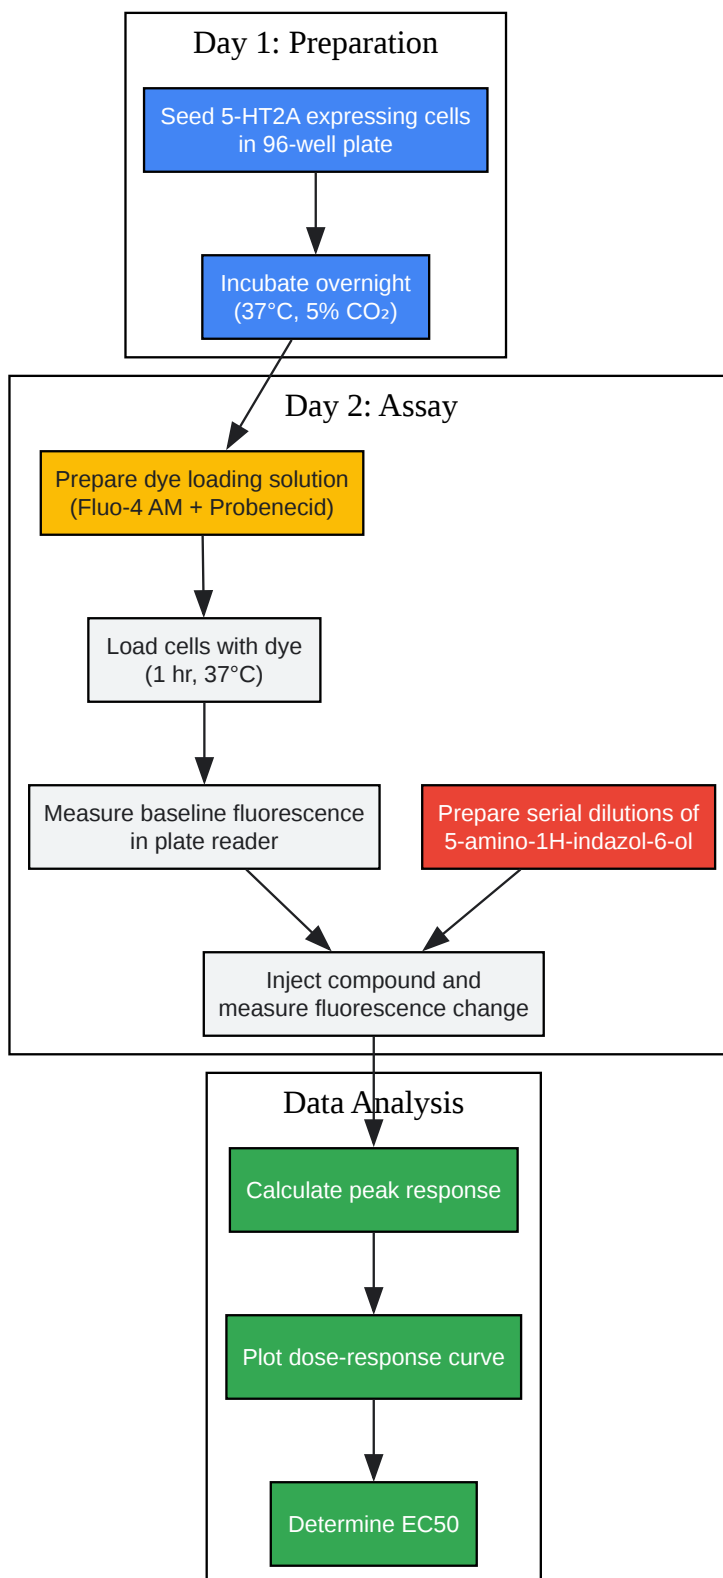 Day 1: Preparation
Seed 5-HT2A expressing cells
in 96-well plate
Incubate overnight
(37°C, 5% CO₂)
Day 2: Assay
Prepare dye loading solution
(Fluo-4 AM + Probenecid)
Load cells with dye
(1 hr, 37°C)
Measure baseline fluorescence
in plate reader
Prepare serial dilutions of
5-amino-1H-indazol-6-ol
Inject compound and
measure fluorescence change
Data Analysis
Calculate peak response
Plot dose-response curve
Determine EC50